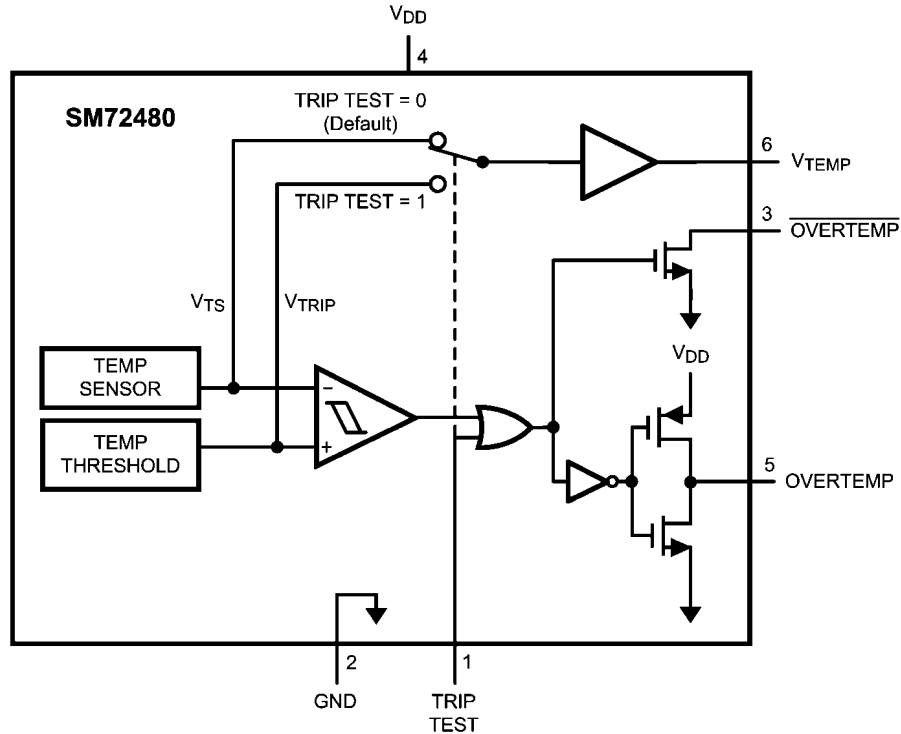 VDD
4
SM72480
TRIP TEST = 0
(Default)
6
VTEMP
TRIP TEST = 1
3
OVERTEMP
VTS
VTRIP
VDD
TEMP
SENSOR
−
TEMP
THRESHOLD
+
5
OVERTEMP
2
1
GND
TRIP
TEST